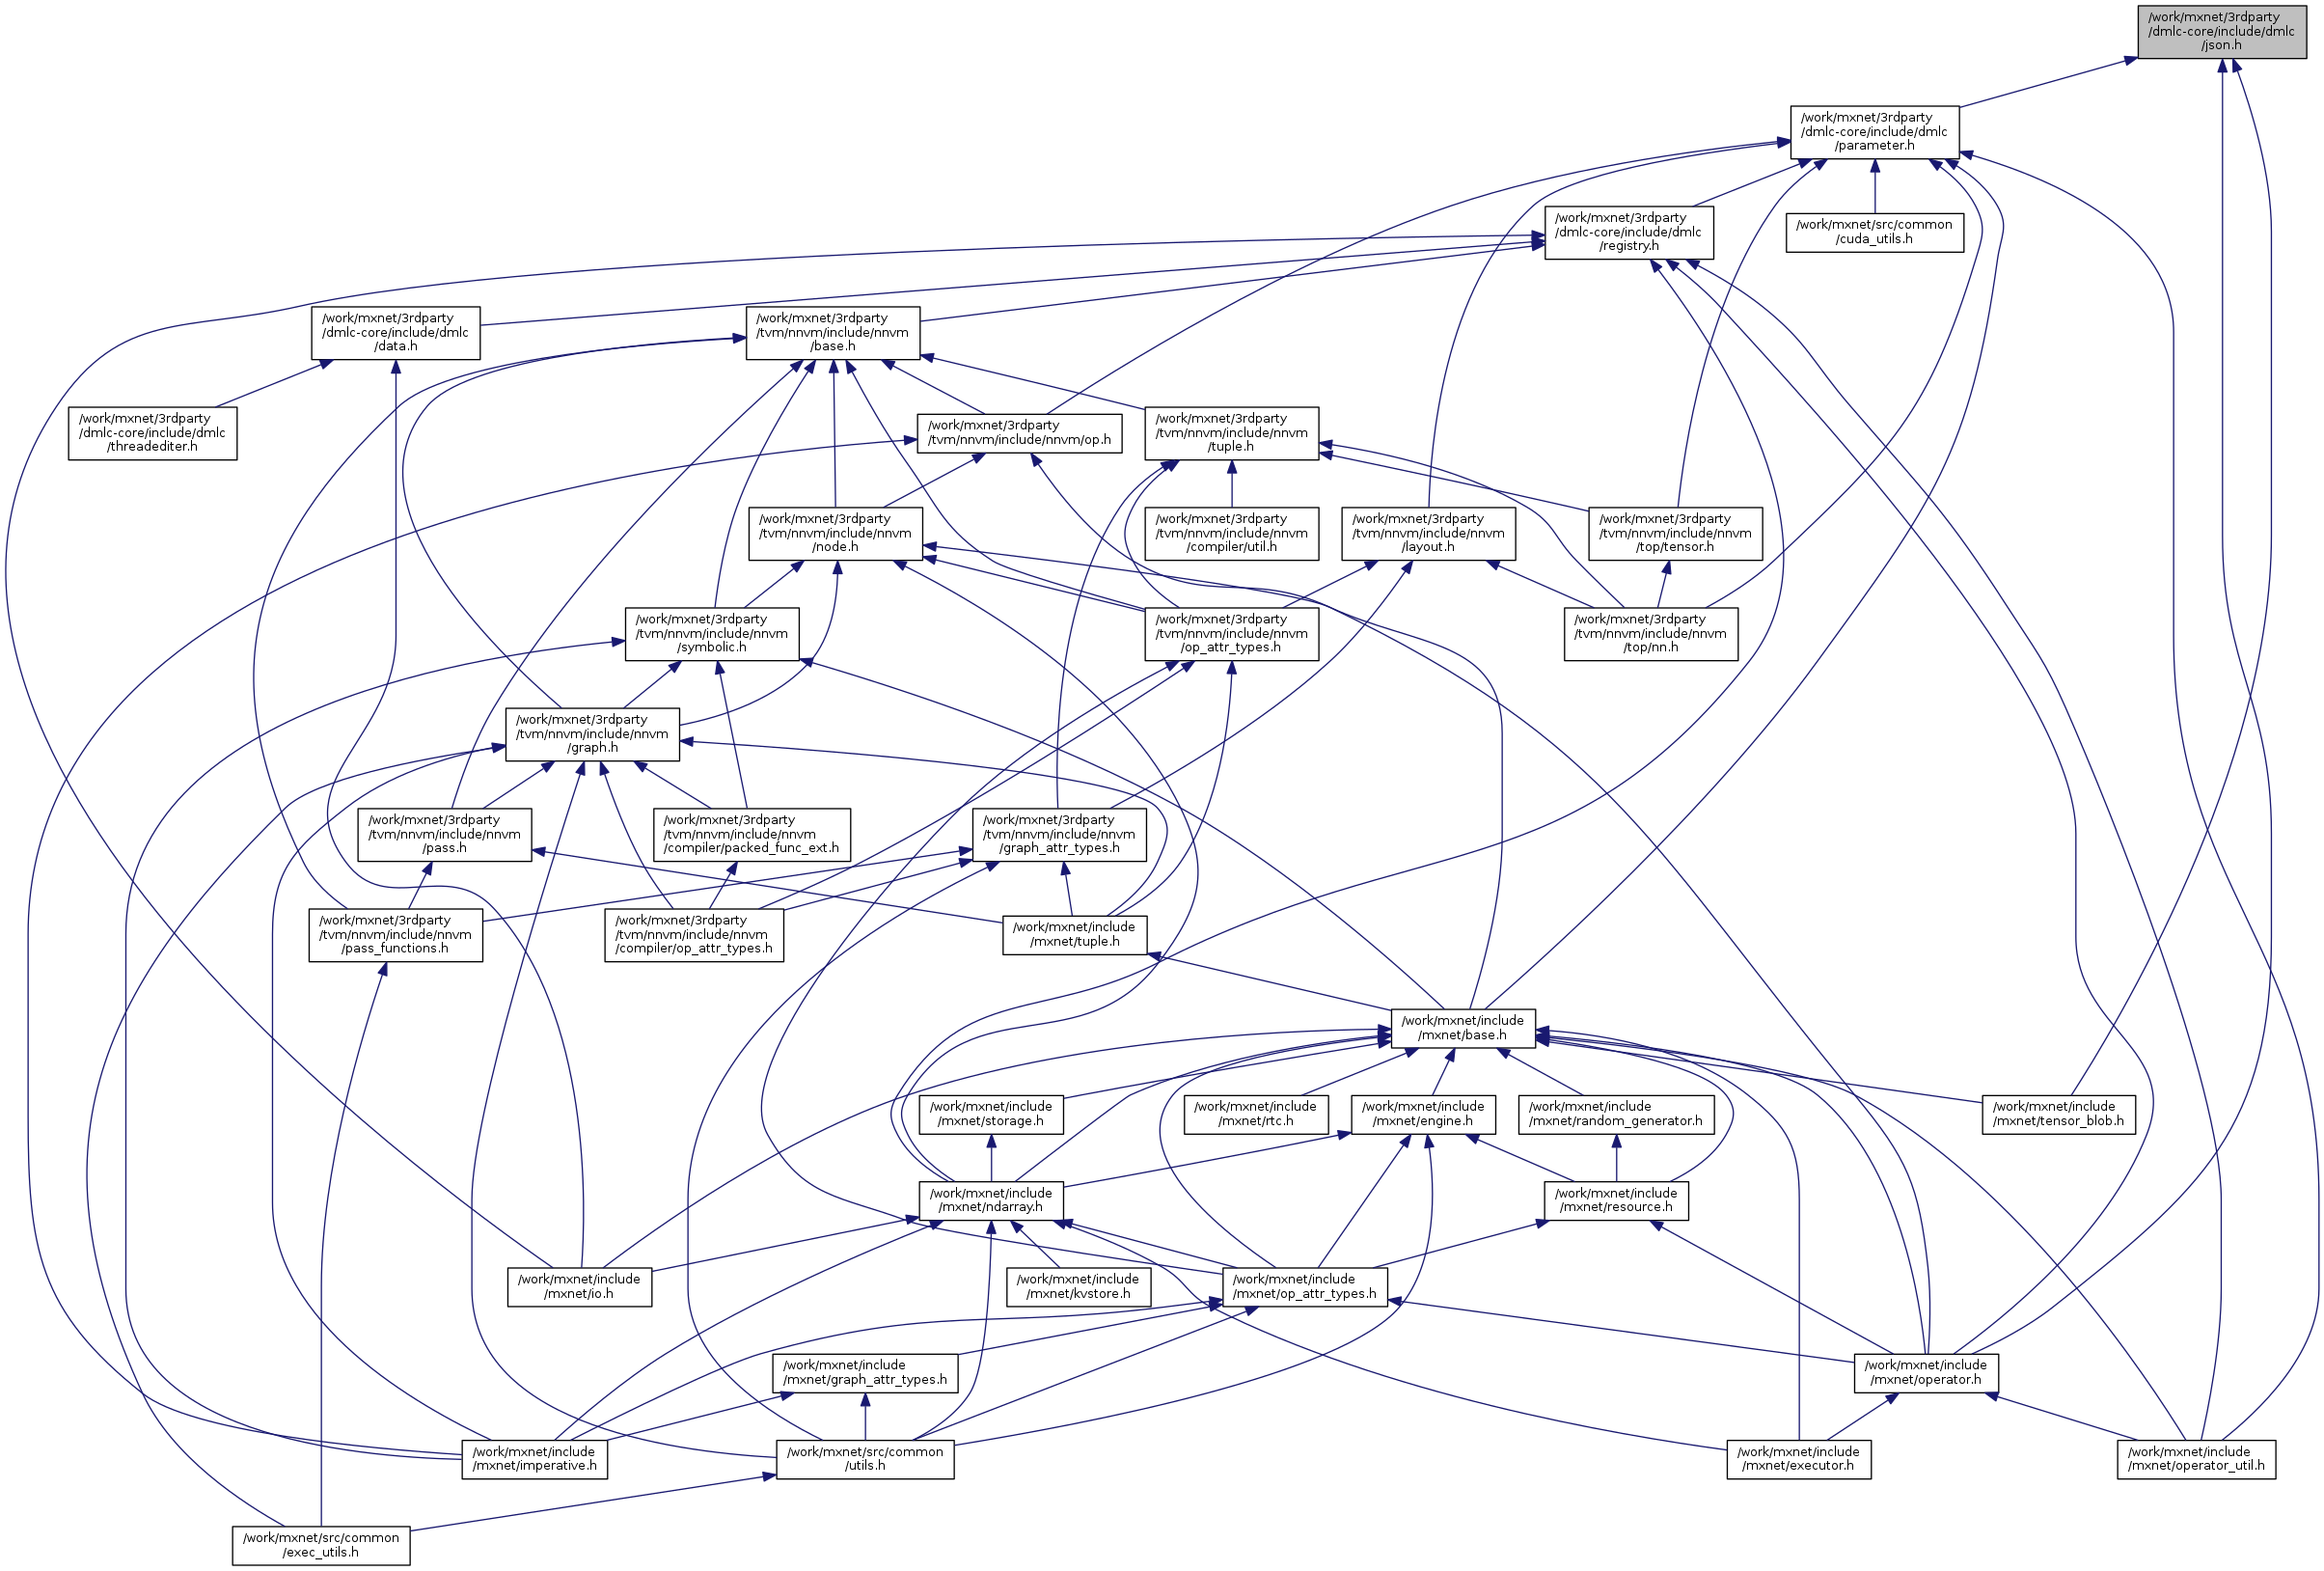 /work/mxnet/3rdparty
/dmlc-core/include/dmlc
/json.h
/work/mxnet/3rdparty
/dmlc-core/include/dmlc
/parameter.h
/work/mxnet/3rdparty
/dmlc-core/include/dmlc
/registry.h
/work/mxnet/src/common
/cuda_utils.h
/work/mxnet/3rdparty
/dmlc-core/include/dmlc
/data.h
/work/mxnet/3rdparty
/tvm/nnvm/include/nnvm
/base.h
/work/mxnet/3rdparty
/dmlc-core/include/dmlc
/threadediter.h
/work/mxnet/3rdparty
/tvm/nnvm/include/nnvm/op.h
/work/mxnet/3rdparty
/tvm/nnvm/include/nnvm
/tuple.h
/work/mxnet/3rdparty
/tvm/nnvm/include/nnvm
/node.h
/work/mxnet/3rdparty
/tvm/nnvm/include/nnvm
/compiler/util.h
/work/mxnet/3rdparty
/tvm/nnvm/include/nnvm
/layout.h
/work/mxnet/3rdparty
/tvm/nnvm/include/nnvm
/top/tensor.h
/work/mxnet/3rdparty
/tvm/nnvm/include/nnvm
/symbolic.h
/work/mxnet/3rdparty
/tvm/nnvm/include/nnvm
/op_attr_types.h
/work/mxnet/3rdparty
/tvm/nnvm/include/nnvm
/top/nn.h
/work/mxnet/3rdparty
/tvm/nnvm/include/nnvm
/graph.h
/work/mxnet/3rdparty
/tvm/nnvm/include/nnvm
/pass.h
/work/mxnet/3rdparty
/tvm/nnvm/include/nnvm
/compiler/packed_func_ext.h
/work/mxnet/3rdparty
/tvm/nnvm/include/nnvm
/graph_attr_types.h
/work/mxnet/3rdparty
/tvm/nnvm/include/nnvm
/pass_functions.h
/work/mxnet/3rdparty
/tvm/nnvm/include/nnvm
/compiler/op_attr_types.h
/work/mxnet/include
/mxnet/tuple.h
/work/mxnet/include
/mxnet/base.h
/work/mxnet/include
/mxnet/storage.h
/work/mxnet/include
/mxnet/rtc.h
/work/mxnet/include
/mxnet/engine.h
/work/mxnet/include
/mxnet/random_generator.h
/work/mxnet/include
/mxnet/tensor_blob.h
/work/mxnet/include
/mxnet/ndarray.h
/work/mxnet/include
/mxnet/resource.h
/work/mxnet/include
/mxnet/io.h
/work/mxnet/include
/mxnet/kvstore.h
/work/mxnet/include
/mxnet/op_attr_types.h
/work/mxnet/include
/mxnet/graph_attr_types.h
/work/mxnet/include
/mxnet/operator.h
/work/mxnet/include
/mxnet/imperative.h
/work/mxnet/src/common
/utils.h
/work/mxnet/include
/mxnet/executor.h
/work/mxnet/include
/mxnet/operator_util.h
/work/mxnet/src/common
/exec_utils.h